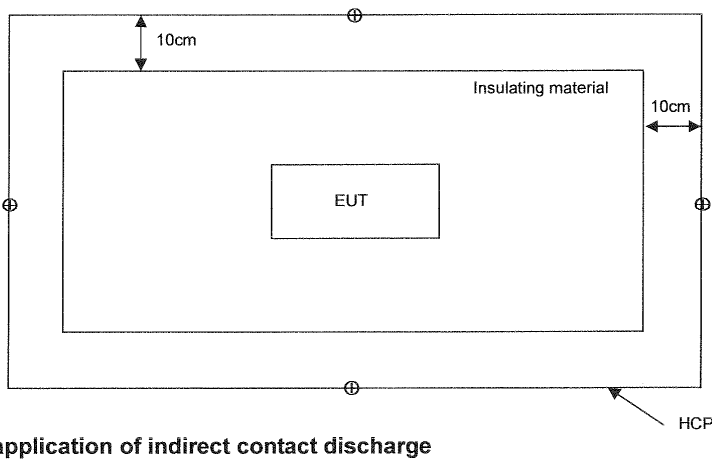 10cm
Insulating material
10cm
EUT
HCP
application of indirect contact discharge